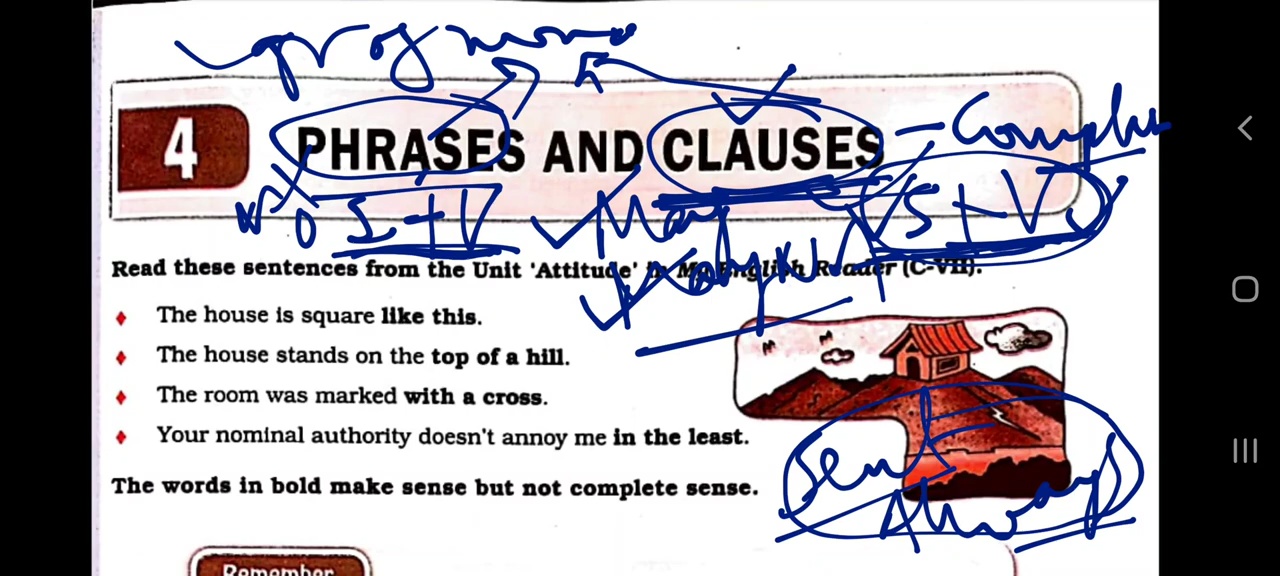 4 PHRASES AND CLAUSES
S + V
Read these sentences from the Unit 'Attitude' in My English Reader (C-VII).
The house is square like this.
The house stands on the top of a hill.
The room was marked with a cross.
Your nominal authority doesn't annoy me in the least.
Always
The words in bold make sense but not complete sense.
Remember